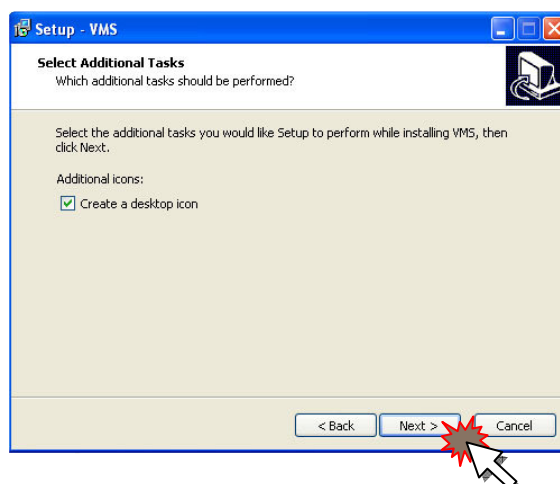 Setup - VMS
Select Additional Tasks
Which additional tasks should be performed?
Select the additional tasks you would like Setup to perform while installing VMS, then
click Next.
Additional icons:
Create a desktop icon
< Back
Next >
Cancel